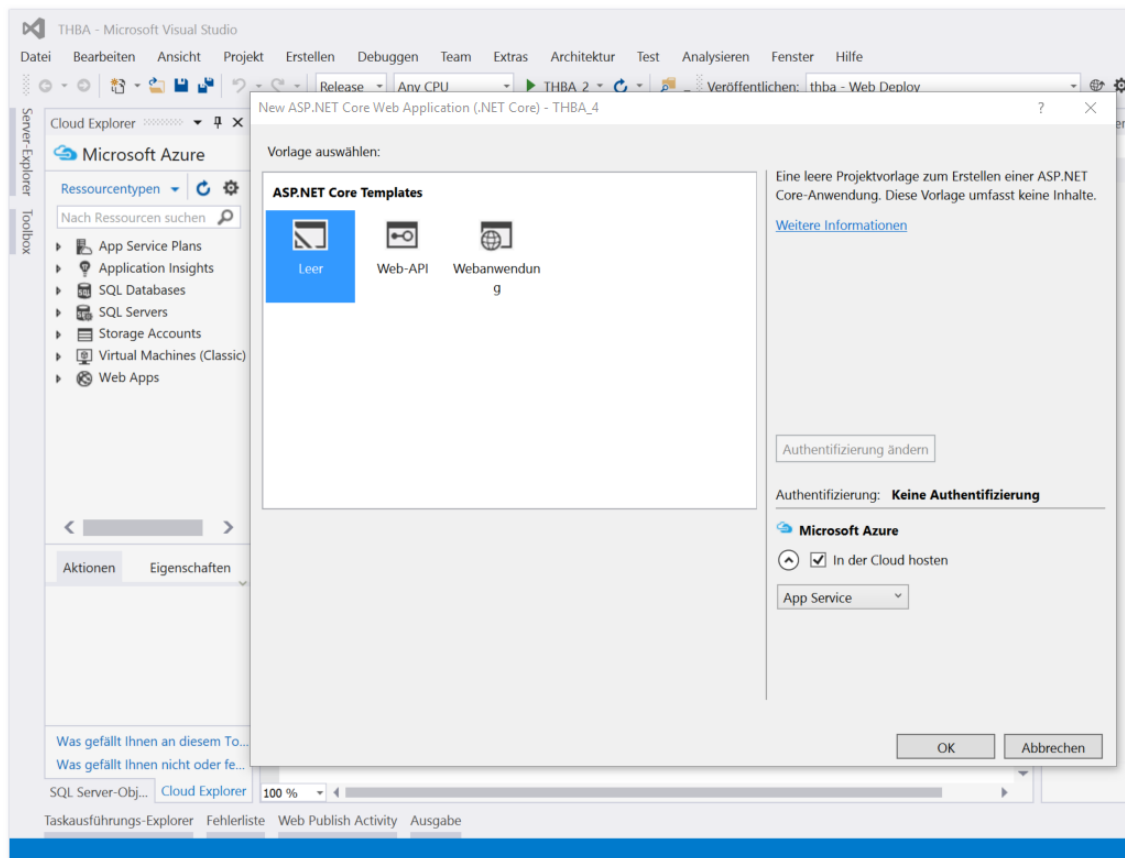 THBA - Microsoft Visual Studio
Datei Bearbeiten Ansicht Projekt Erstellen Debuggen Team Extras Architektur Test Analysieren Fenster Hilfe
Release Any CPU THBA 2 Veröffentlichen: thba - Web Deploy
Server-Explorer
Toolbox
Cloud Explorer
Microsoft Azure
Ressourcentypen
Nach Ressourcen suchen
App Service Plans
Application Insights
SQL Databases
SQL Servers
Storage Accounts
Virtual Machines (Classic)
Web Apps
Aktionen Eigenschaften
Was gefällt Ihnen an diesem To...
Was gefällt Ihnen nicht oder fe...
SQL Server-Obj... Cloud Explorer
New ASP.NET Core Web Application (.NET Core) - THBA_4 ?
Vorlage auswählen:
ASP.NET Core Templates
Leer
Web-API
Webanwendun
g
Eine leere Projektvorlage zum Erstellen einer ASP.NET
Core-Anwendung. Diese Vorlage umfasst keine Inhalte.
Weitere Informationen
Authentifizierung ändern
Authentifizierung: Keine Authentifizierung
Microsoft Azure
In der Cloud hosten
App Service
OK Abbrechen
100 %
Taskausführungs-Explorer Fehlerliste Web Publish Activity Ausgabe